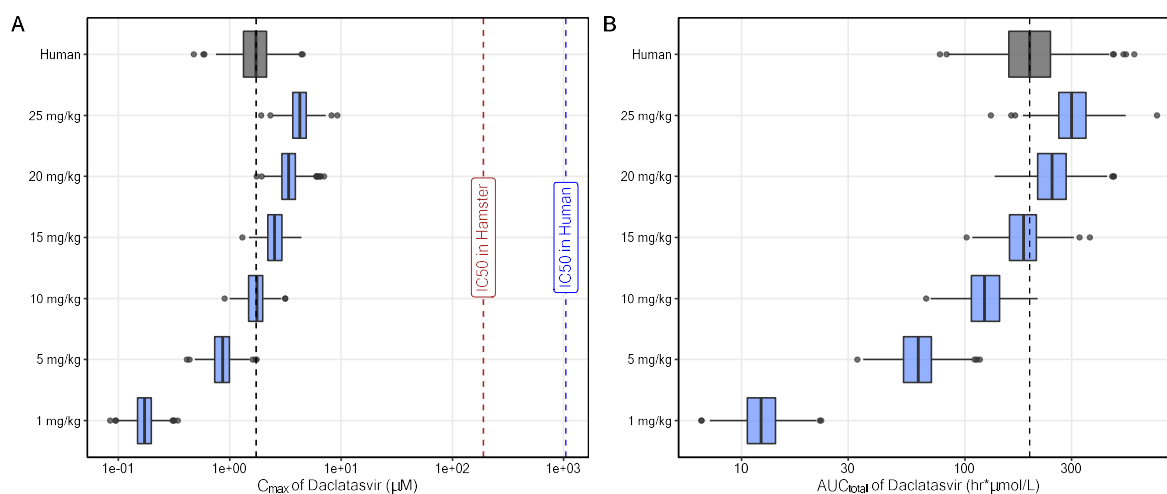 A
Human
25 mg/kg
20 mg/kg
15 mg/kg
10 mg/kg
5 mg/kg
1 mg/kg
IC50 in Hamster
IC50 in Human
1e-01
1e+00
1e+01
1e+02
1e+03
Cmax of Daclatasvir (μM)
B
Human
25 mg/kg
20 mg/kg
15 mg/kg
10 mg/kg
5 mg/kg
1 mg/kg
10
30
100
300
AUCtotal of Daclatasvir (hr*μmol/L)